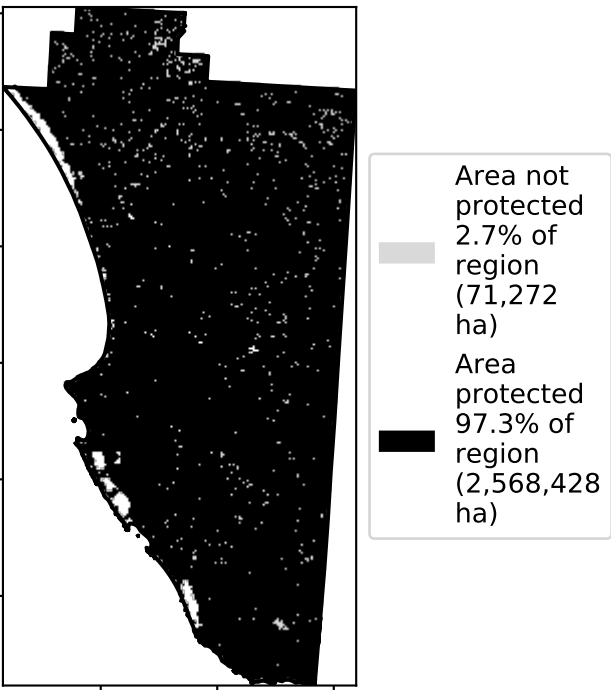 Area not
protected
2.7% of
region
(71,272
ha)
Area
protected
97.3% of
region
(2,568,428
ha)